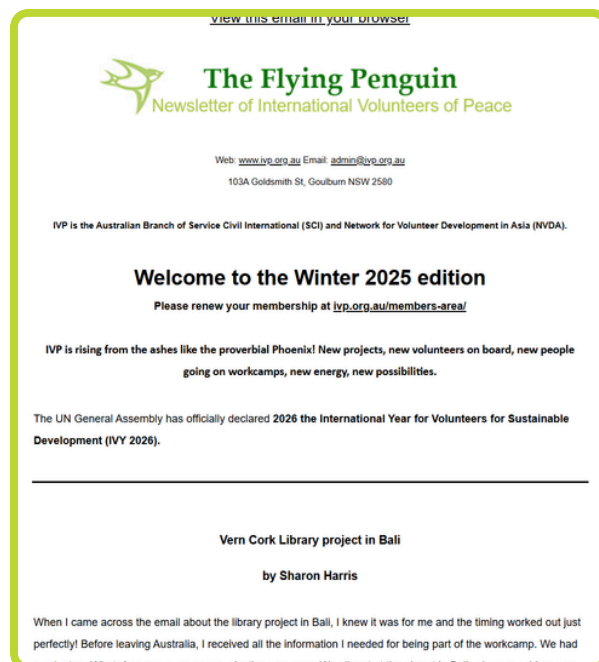 View this email in your browser
The Flying Penguin
Newsletter of International Volunteers of Peace
Web: www.ivp.org.au Email: admin@ivp.org.au
103A Goldsmith St, Goulburn NSW 2580
IVP is the Australian Branch of Service Civil International (SCI) and Network for Volunteer Development in Asia (NVDA).
Welcome to the Winter 2025 edition
Please renew your membership at ivp.org.au/members-area/
IVP is rising from the ashes like the proverbial Phoenix! New projects, new volunteers on board, new people
going on workcamps, new energy, new possibilities.
The UN General Assembly has officially declared 2026 the International Year for Volunteers for Sustainable
Development (IVY 2026).
Vern Cork Library project in Bali
by Sharon Harris
When I came across the email about the library project in Bali, I knew it was for me and the timing worked out just
perfectly! Before leaving Australia, I received all the information I needed for being part of the workcamp. We had